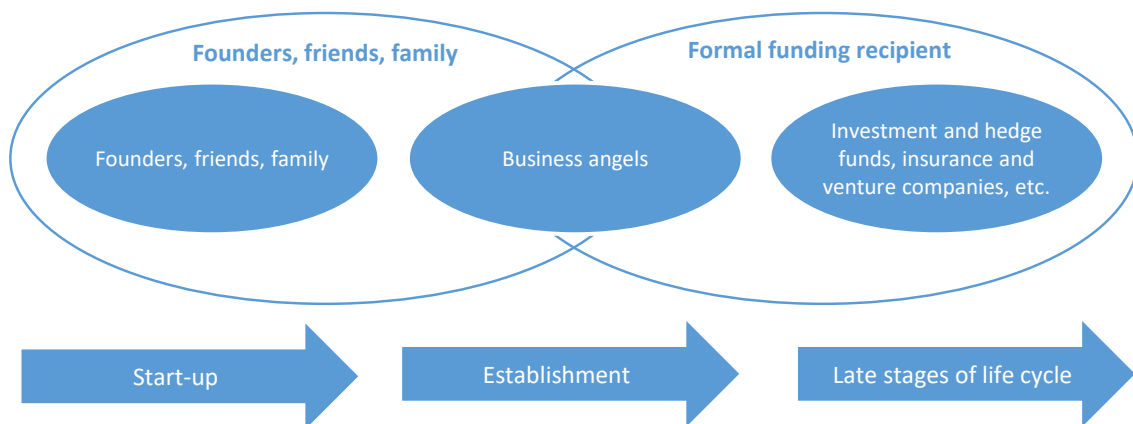 Founders, friends, family
Formal funding recipient
Founders, friends, family
Business angels
Investment and hedge
funds, insurance and
venture companies, etc.
Start-up
Establishment
Late stages of life cycle